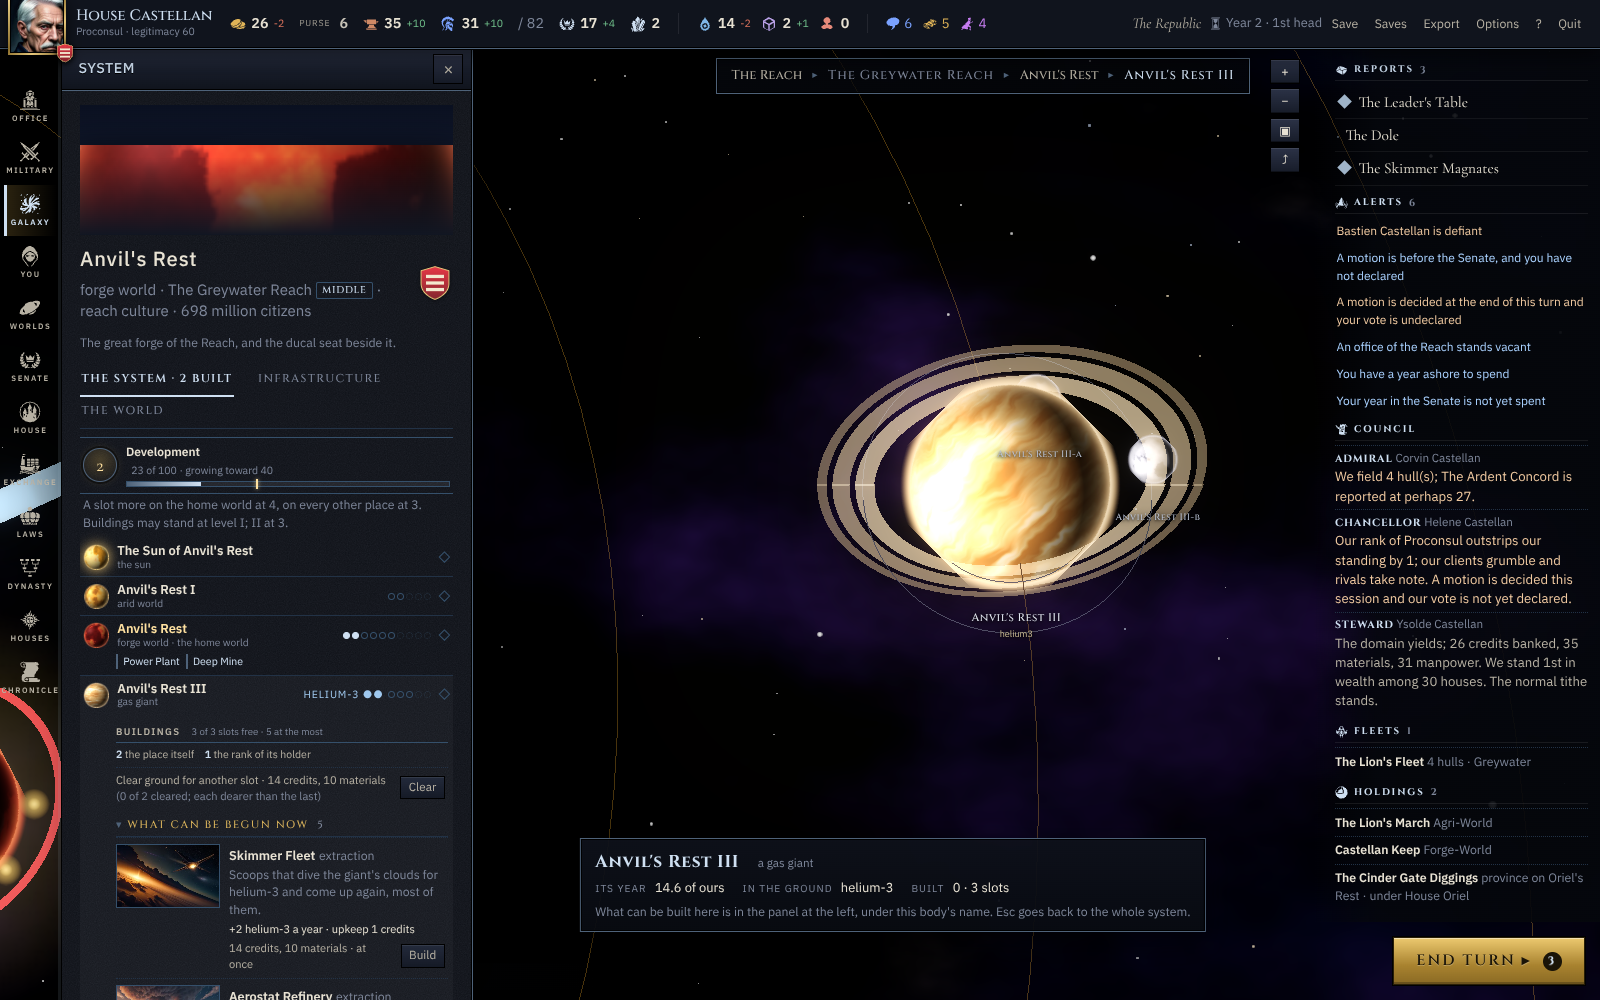 HOUSE CASTELLAN
Proconsul · legitimacy 60
26 -2
PURSE 6
35 +10
31 +10 / 82
17 +4
2
14 -2
2 +1
0
6
5
4
The Republic
Year 2 · 1st head
Save
Saves
Export
Options
?
Quit
OFFICE
MILITARY
GALAXY
YOU
WORLDS
SENATE
HOUSE
LAWS
DYNASTY
HOUSES
CHRONICLE
SYSTEM
×
Anvil's Rest
forge world · The Greywater Reach MIDDLE ·
reach culture · 698 million citizens
The great forge of the Reach, and the ducal seat beside it.
THE SYSTEM · 2 BUILT
INFRASTRUCTURE
THE WORLD
2
Development
23 of 100 · growing toward 40
A slot more on the home world at 4, on every other place at 3.
Buildings may stand at level I; II at 3.
The Sun of Anvil's Rest
the sun
Anvil's Rest I
arid world
Anvil's Rest
forge world · the home world
Power Plant
Deep Mine
Anvil's Rest III
gas giant
HELIUM-3
BUILDINGS 3 of 3 slots free · 5 at the most
2 the place itself 1 the rank of its holder
Clear ground for another slot · 14 credits, 10 materials
(0 of 2 cleared; each dearer than the last)
Clear
WHAT CAN BE BEGUN NOW 5
Skimmer Fleet extraction
Scoops that dive the giant's clouds for
helium-3 and come up again, most of
them.
+2 helium-3 a year · upkeep 1 credits
14 credits, 10 materials · at
once
Build
Aerostat Refinery extraction
THE REACH ▸ THE GREYWATER REACH ▸ ANVIL'S REST ▸ ANVIL'S REST III
+
−
ANVIL'S REST III-A
ANVIL'S REST III-B
ANVIL'S REST III
helium3
ANVIL'S REST III a gas giant
ITS YEAR 14.6 of ours IN THE GROUND helium-3 BUILT 0 · 3 slots
What can be built here is in the panel at the left, under this body's name. Esc goes back to the whole system.
REPORTS 3
The Leader's Table
The Dole
The Skimmer Magnates
ALERTS 6
Bastien Castellan is defiant
A motion is before the Senate, and you have
not declared
A motion is decided at the end of this turn and
your vote is undeclared
An office of the Reach stands vacant
You have a year ashore to spend
Your year in the Senate is not yet spent
COUNCIL
ADMIRAL Corvin Castellan
We field 4 hull(s); The Ardent Concord is
reported at perhaps 27.
CHANCELLOR Helene Castellan
Our rank of Proconsul outstrips our
standing by 1; our clients grumble and
rivals take note. A motion is decided this
session and our vote is not yet declared.
STEWARD Ysolde Castellan
The domain yields; 26 credits banked, 35
materials, 31 manpower. We stand 1st in
wealth among 30 houses. The normal tithe
stands.
FLEETS 1
The Lion's Fleet 4 hulls · Greywater
HOLDINGS 2
The Lion's March Agri-World
Castellan Keep Forge-World
The Cinder Gate Diggings province on Oriel's
Rest · under House Oriel
END TURN ▸ 3